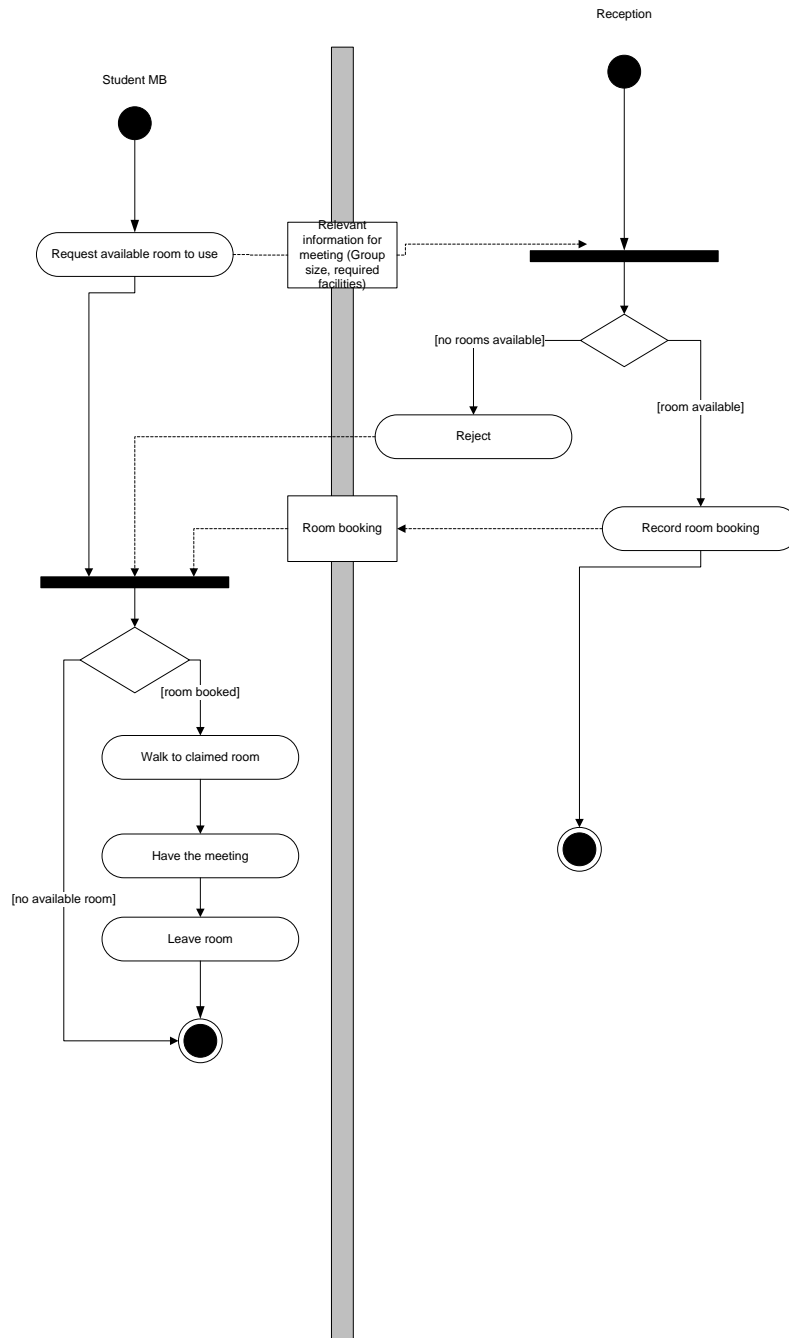 Reception
Student MB
Request available room to use
Relevant
information for
meeting (Group
size, required
facilities)
[no rooms available]
[room available]
Reject
Room booking
Record room booking
[room booked]
Walk to claimed room
Have the meeting
[no available room]
Leave room